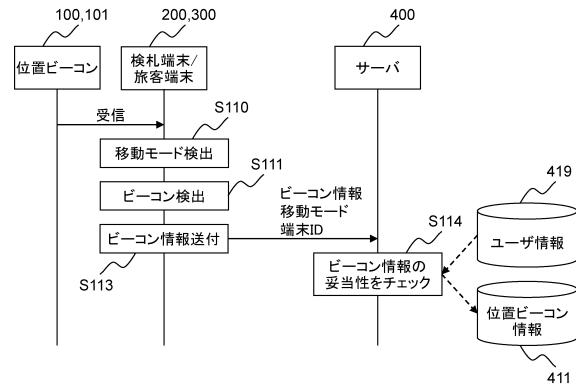 100,101
200,300
400
位置ビーコン
検札端末/
旅客端末
サーバ
受信
S110
移動モード検出
S111
ビーコン検出
ビーコン情報
移動モード
端末ID
419
S114
ユーザ情報
ビーコン情報送付
S113
ビーコン情報の
妥当性をチェック
位置ビーコン
情報
411